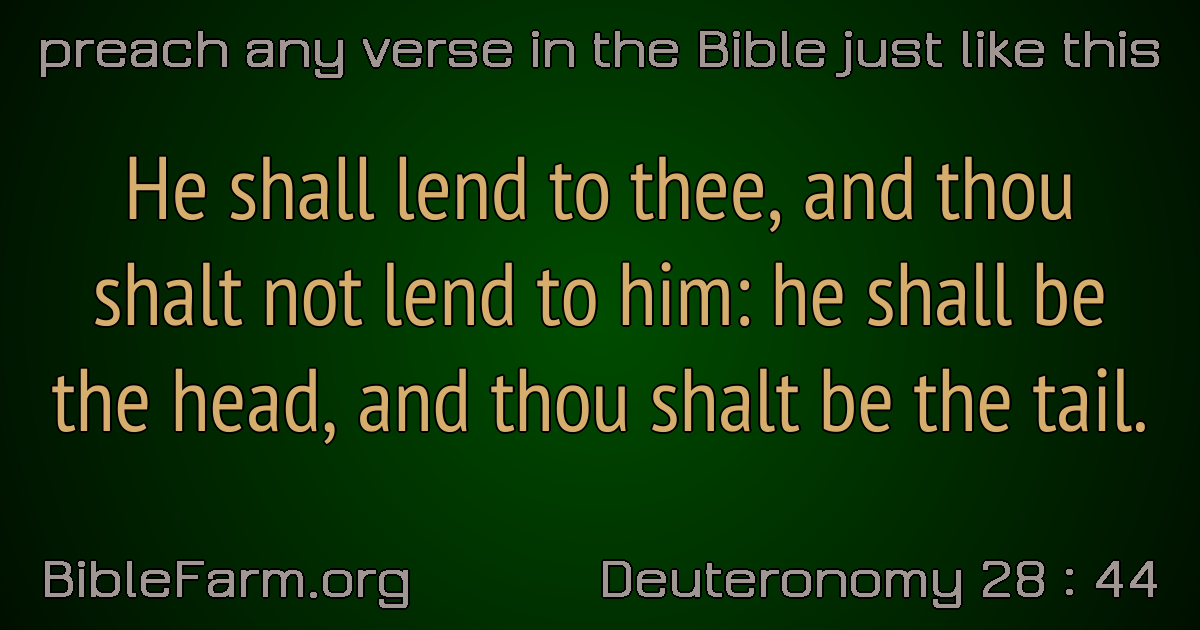 preach any verse in the Bible just like this
He shall lend to thee, and thou
shalt not lend to him: he shall be
the head, and thou shalt be the tail.
BibleFarm.org
Deuteronomy 28 : 44